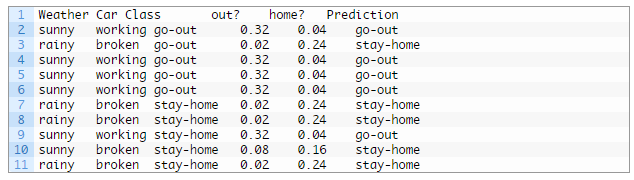 1 Weather Car Class out? home? Prediction
2 sunny working go-out 0.32 0.04 go-out
3 rainy broken go-out 0.02 0.24 stay-home
4 sunny working go-out 0.32 0.04 go-out
5 sunny working go-out 0.32 0.04 go-out
6 sunny working go-out 0.32 0.04 go-out
7 rainy broken stay-home 0.02 0.24 stay-home
8 rainy broken stay-home 0.02 0.24 stay-home
9 sunny working stay-home 0.32 0.04 go-out
10 sunny broken stay-home 0.08 0.16 stay-home
11 rainy broken stay-home 0.02 0.24 stay-home